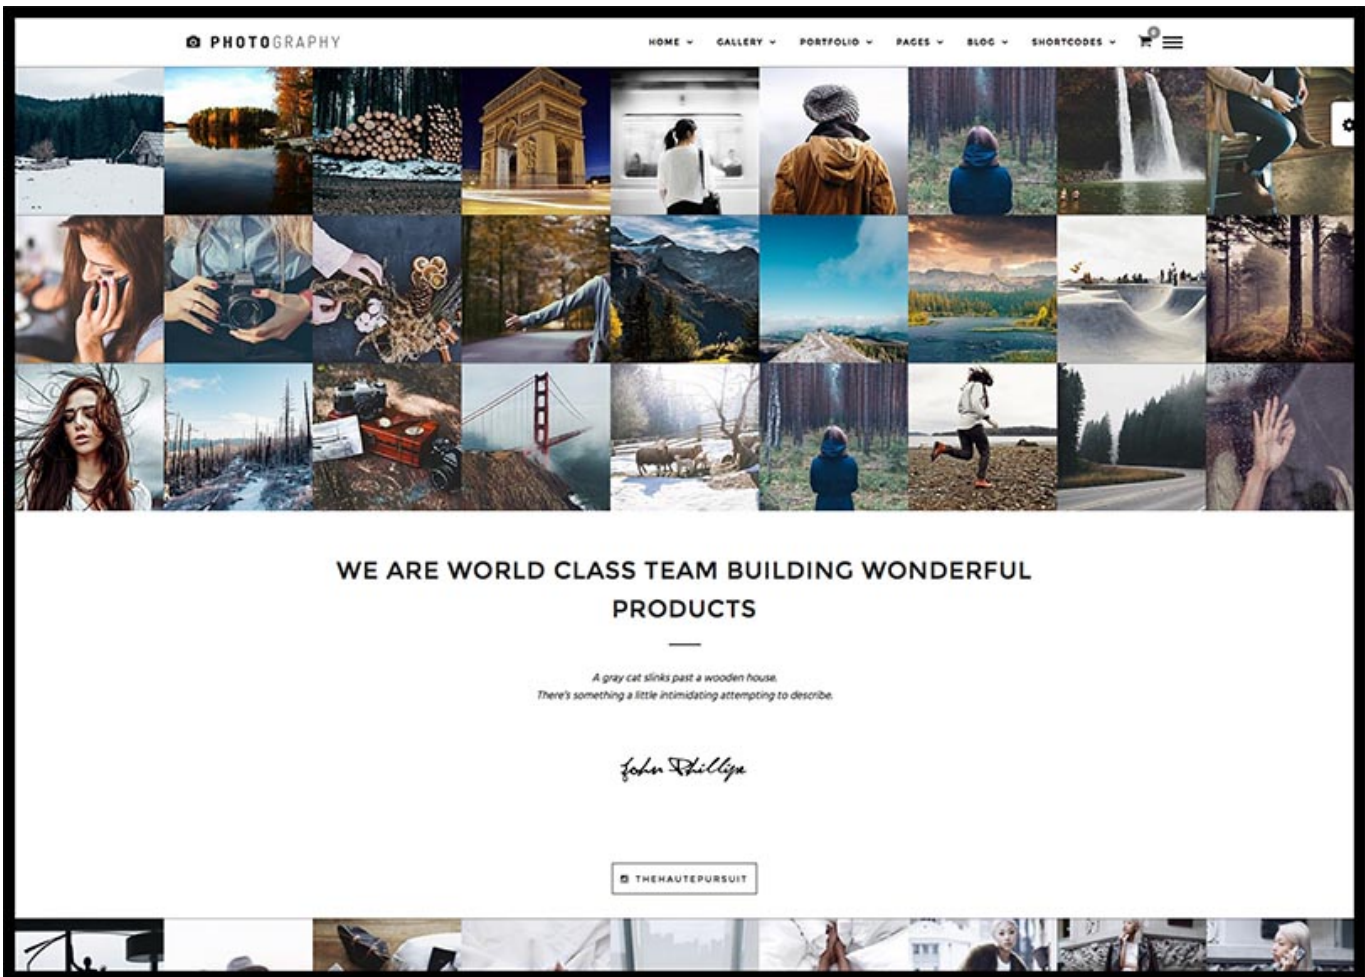 PHOTOGRAPHY
HOME GALLERY PORTFOLIO PAGES BLOG SHORTCODES 0
WE ARE WORLD CLASS TEAM BUILDING WONDERFUL
PRODUCTS
A gray cat slinks past a wooden house.
There's something a little intimidating attempting to describe.
John Phillips
THEHAUTEPURSUIT